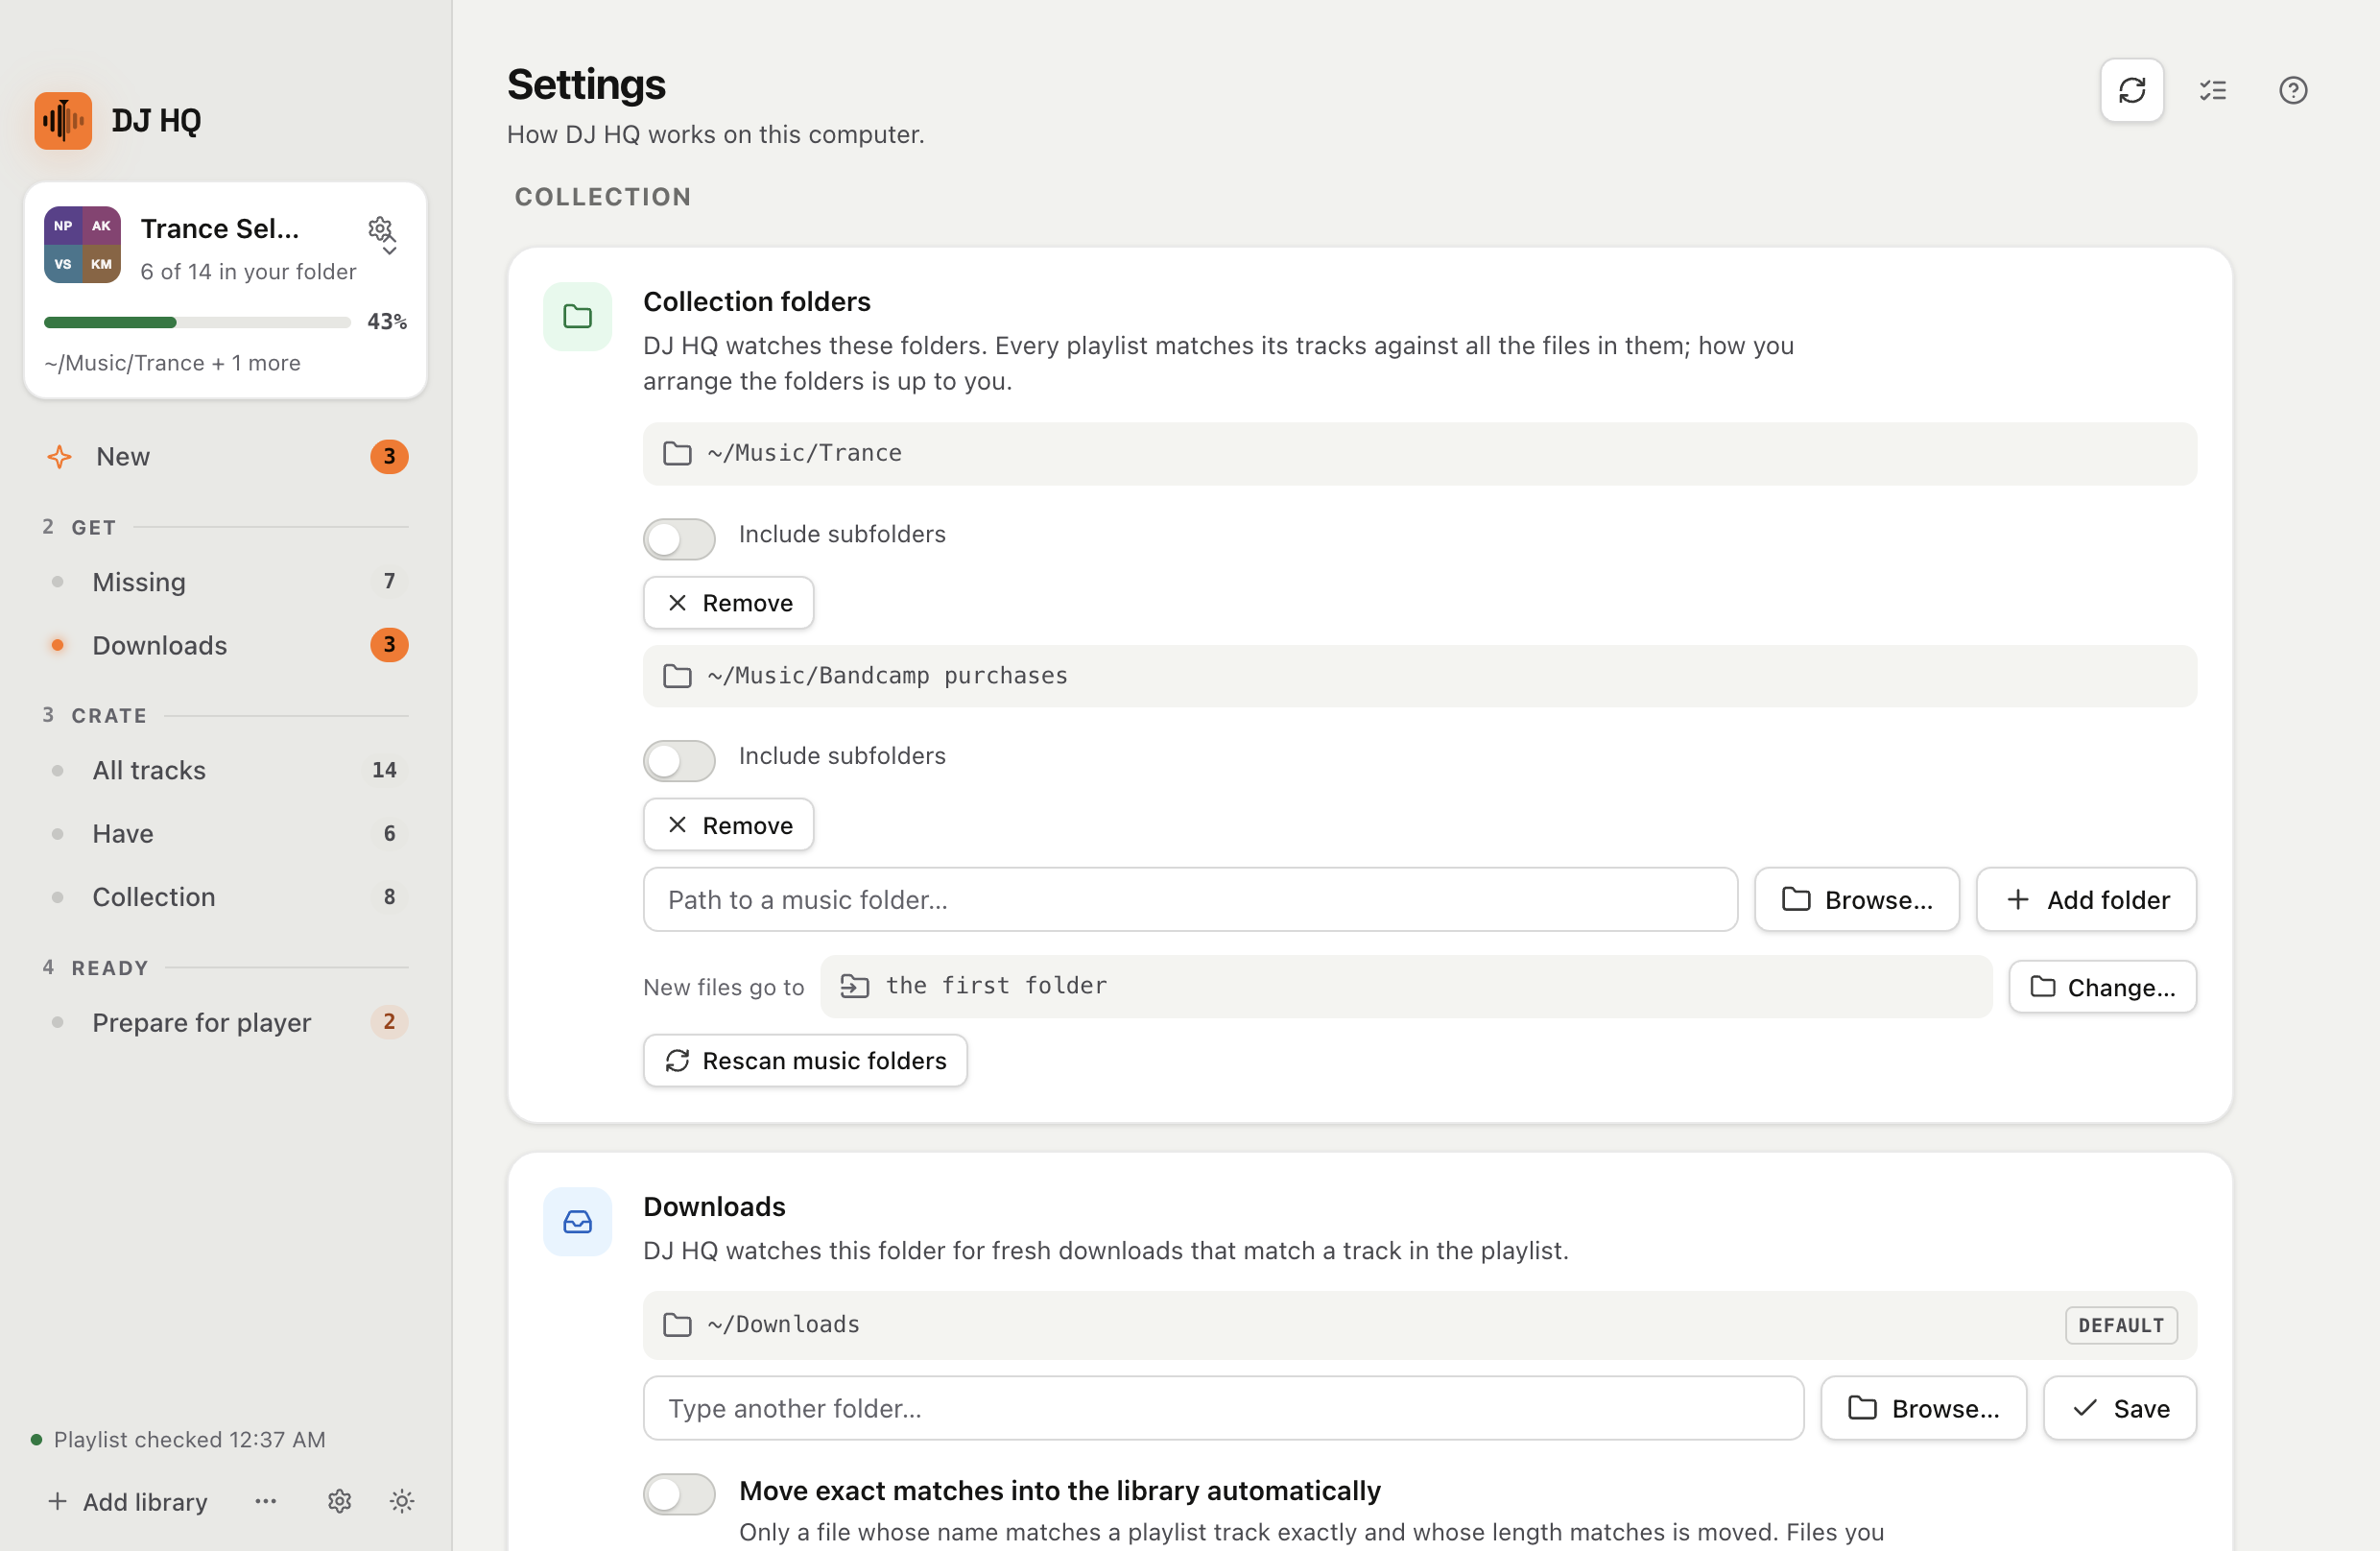 DJ HQ
NP AK
VS KM
Trance Sel...
6 of 14 in your folder
43%
~/Music/Trance + 1 more
New 3
2 GET
Missing 7
Downloads 3
3 CRATE
All tracks 14
Have 6
Collection 8
4 READY
Prepare for player 2
Playlist checked 12:37 AM
Add library
Settings
How DJ HQ works on this computer.
COLLECTION
Collection folders
DJ HQ watches these folders. Every playlist matches its tracks against all the files in them; how you
arrange the folders is up to you.
~/Music/Trance
Include subfolders
Remove
~/Music/Bandcamp purchases
Include subfolders
Remove
Path to a music folder... Browse... Add folder
New files go to the first folder Change...
Rescan music folders
Downloads
DJ HQ watches this folder for fresh downloads that match a track in the playlist.
~/Downloads DEFAULT
Type another folder... Browse... Save
Move exact matches into the library automatically
Only a file whose name matches a playlist track exactly and whose length matches is moved. Files you